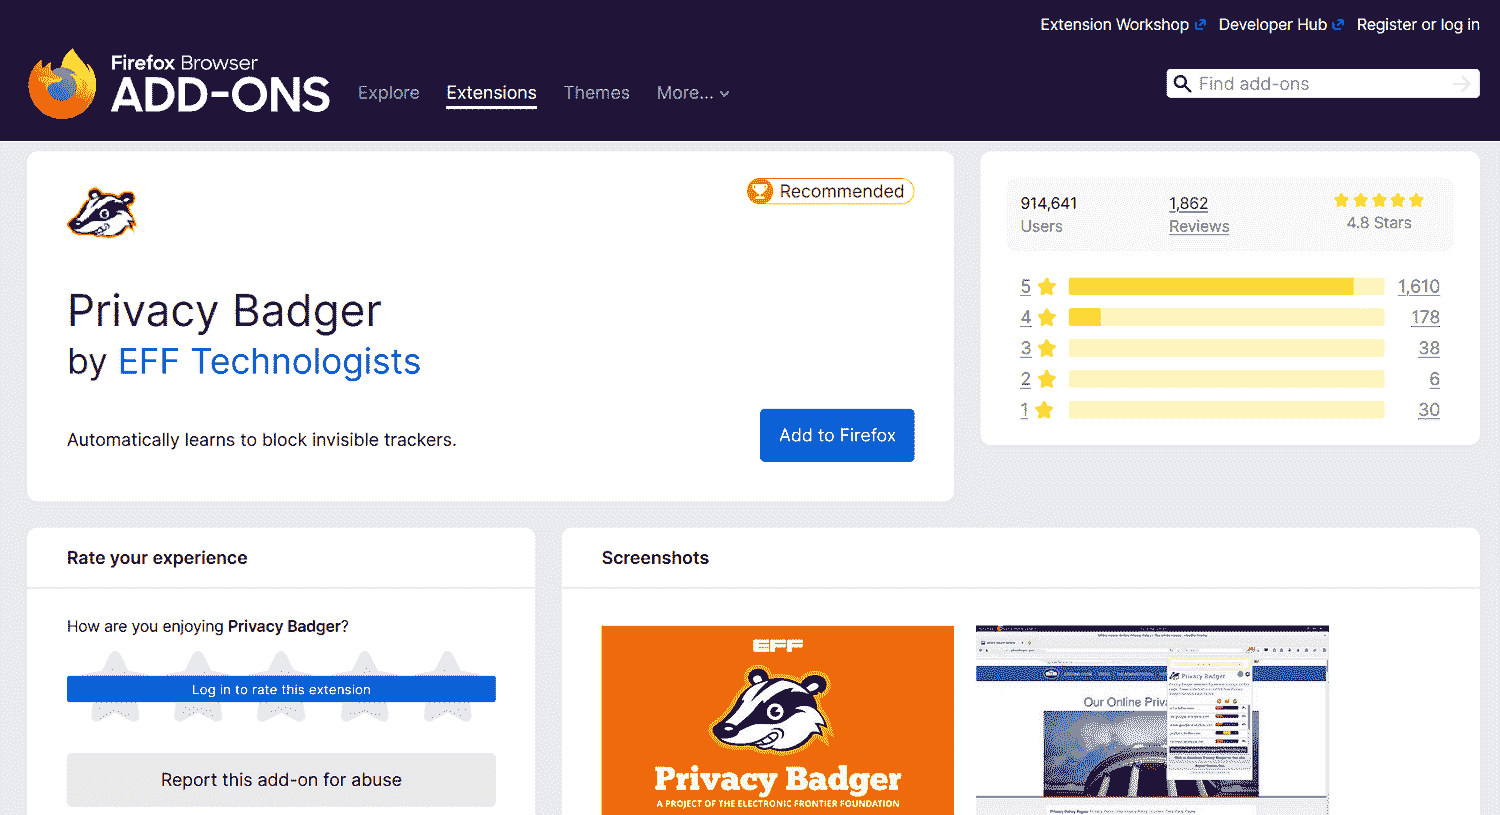 Extension Workshop Developer Hub Register or log in
Firefox Browser
ADD-ONS
Explore Extensions Themes More...
Find add-ons
Recommended
Privacy Badger
by EFF Technologists
Automatically learns to block invisible trackers.
Add to Firefox
914,641
Users
1,862
Reviews
4.8 Stars
5 1,610
4 178
3 38
2 6
1 30
Rate your experience
How are you enjoying Privacy Badger?
Log in to rate this extension
Report this add-on for abuse
Screenshots
EFF
Privacy Badger
A PROJECT OF THE ELECTRONIC FRONTIER FOUNDATION
Privacy Badger
Our Online Priva